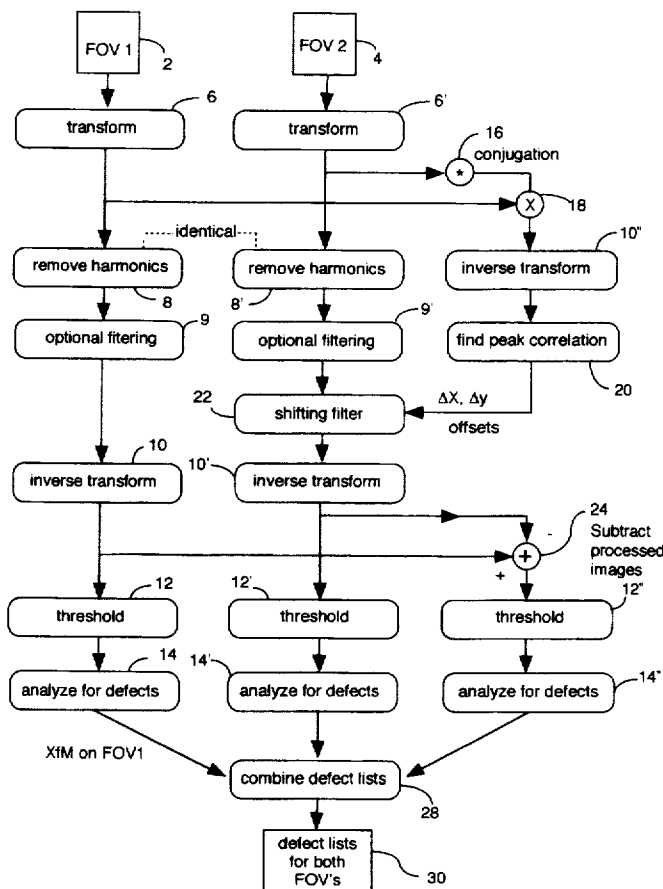 FOV 1
2
FOV 2
4
6
transform
6'
transform
16
conjugation
*
X
18
identical
remove harmonics
8
remove harmonics
8'
10"
inverse transform
9
optional filtering
9'
optional filtering
find peak correlation
20
22
shifting filter
ΔX, Δy
offsets
10
inverse transform
10'
inverse transform
24
-
+
+
Subtract
processed
images
12
threshold
12'
threshold
12"
threshold
14
analyze for defects
14'
analyze for defects
14"
analyze for defects
XfM on FOV1
combine defect lists
28
defect lists
for both
FOV's
30